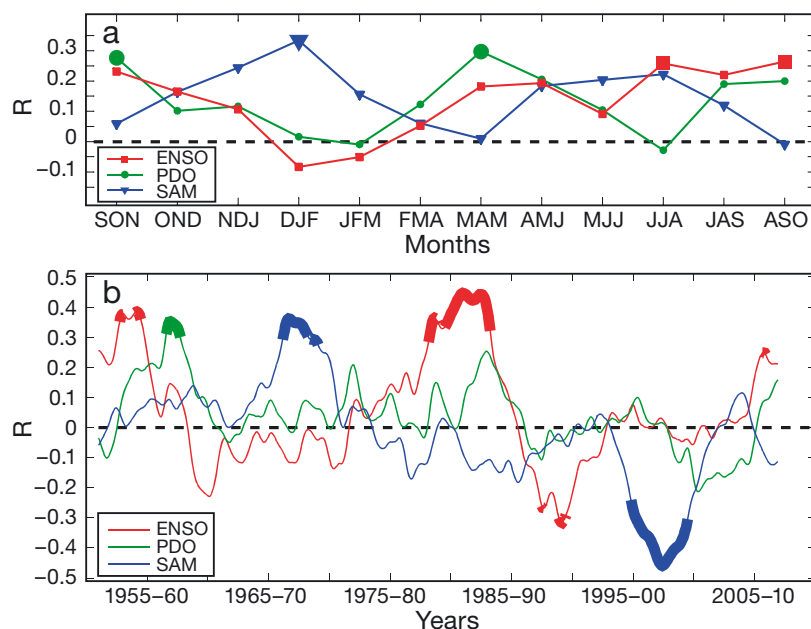 a
R
0.3
0.2
0.1
0
−0.1
ENSO
PDO
SAM
SON OND NDJ DJF JFM FMA MAM AMJ MJJ JJA JAS ASO
Months
b
R
0.5
0.4
0.3
0.2
0.1
0
−0.1
−0.2
−0.3
−0.4
−0.5
ENSO
PDO
SAM
1955–60 1965–70 1975–80 1985–90 1995–00 2005–10
Years